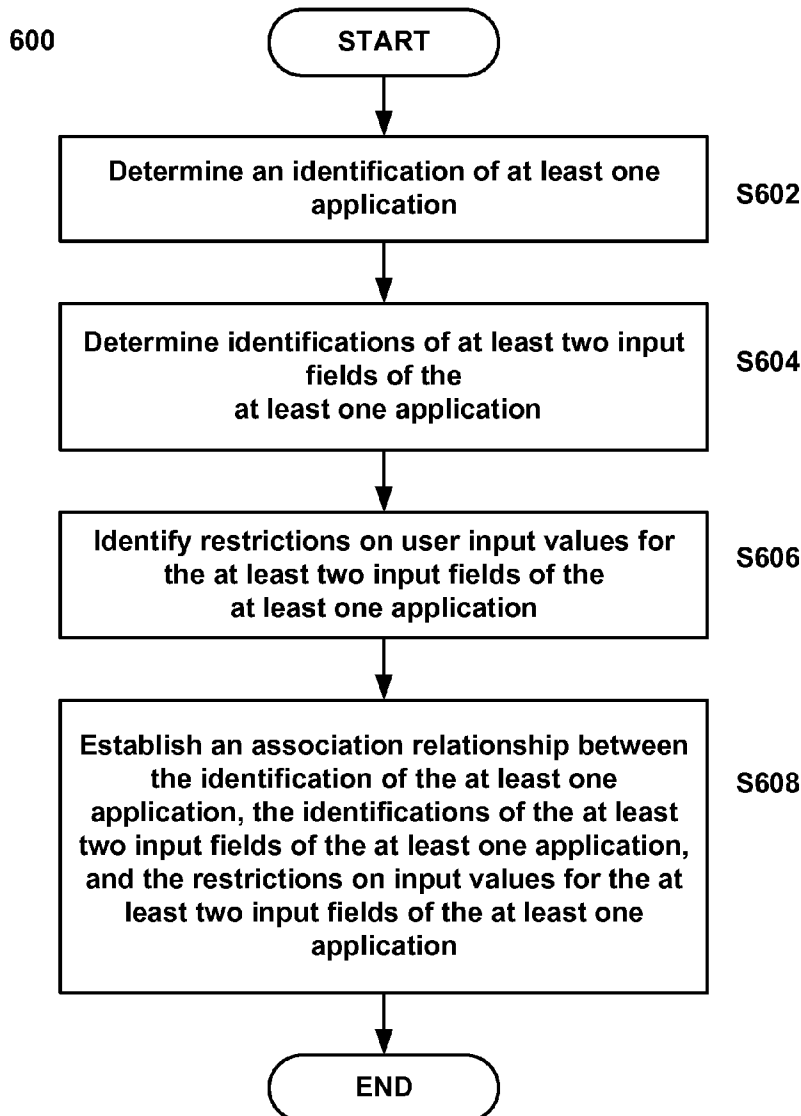 600
START
Determine an identification of at least one
application
S602
Determine identifications of at least two input
fields of the
at least one application
S604
Identify restrictions on user input values for
the at least two input fields of the
at least one application
S606
Establish an association relationship between
the identification of the at least one
application, the identifications of the at least
two input fields of the at least one application,
and the restrictions on input values for the at
least two input fields of the at least one
application
S608
END